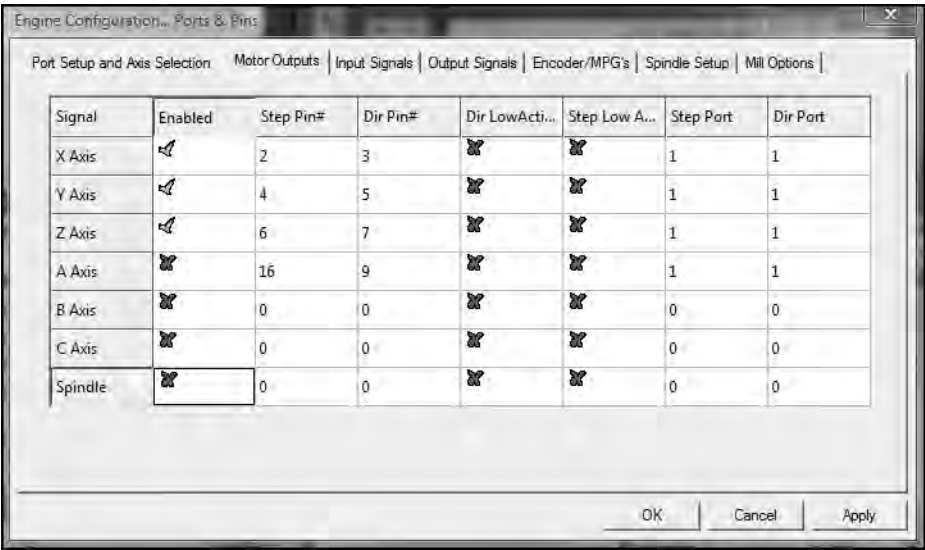 Engine Configuration... Ports & Pins
Port Setup and Axis Selection Motor Outputs Input Signals Output Signals Encoder/MPG's Spindle Setup Mill Options
Signal Enabled Step Pin# Dir Pin# Dir LowActi... Step Low A... Step Port Dir Port
X Axis 2 3 1 1
Y Axis 4 5 1 1
Z Axis 6 7 1 1
A Axis 16 9 1 1
B Axis 0 0 0 0
C Axis 0 0 0 0
Spindle 0 0 0 0
OK Cancel Apply